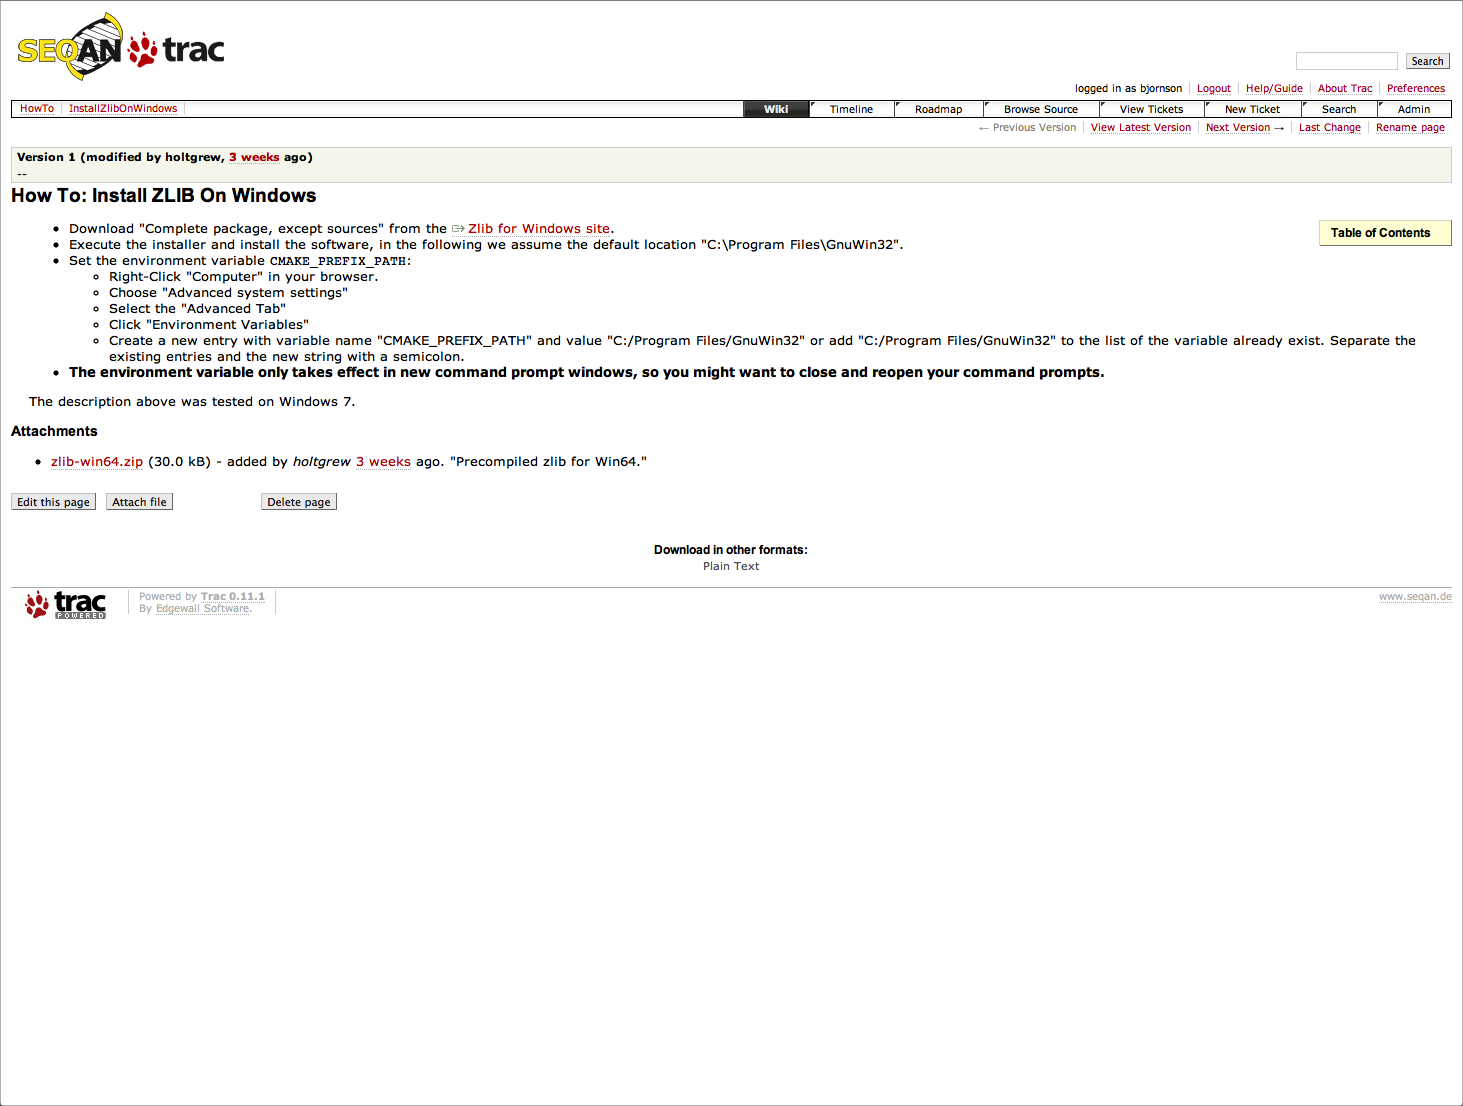 SEQAN trac
Search
logged in as bjornson Logout Help/Guide About Trac Preferences
HowTo InstallZlibOnWindows Wiki Timeline Roadmap Browse Source View Tickets New Ticket Search Admin
← Previous Version View Latest Version Next Version → Last Change Rename page
Version 1 (modified by holtgrew, 3 weeks ago)
--
How To: Install ZLIB On Windows
Table of Contents
• Download "Complete package, except sources" from the Zlib for Windows site.
• Execute the installer and install the software, in the following we assume the default location "C:\Program Files\GnuWin32".
• Set the environment variable CMAKE_PREFIX_PATH:
◦ Right-Click "Computer" in your browser.
◦ Choose "Advanced system settings"
◦ Select the "Advanced Tab"
◦ Click "Environment Variables"
◦ Create a new entry with variable name "CMAKE_PREFIX_PATH" and value "C:/Program Files/GnuWin32" or add "C:/Program Files/GnuWin32" to the list of the variable already exist. Separate the
existing entries and the new string with a semicolon.
• The environment variable only takes effect in new command prompt windows, so you might want to close and reopen your command prompts.
The description above was tested on Windows 7.
Attachments
• zlib-win64.zip (30.0 kB) - added by holtgrew 3 weeks ago. "Precompiled zlib for Win64."
Edit this page Attach file Delete page
Download in other formats:
Plain Text
trac POWERED
Powered by Trac 0.11.1
By Edgewall Software.
www.seqan.de